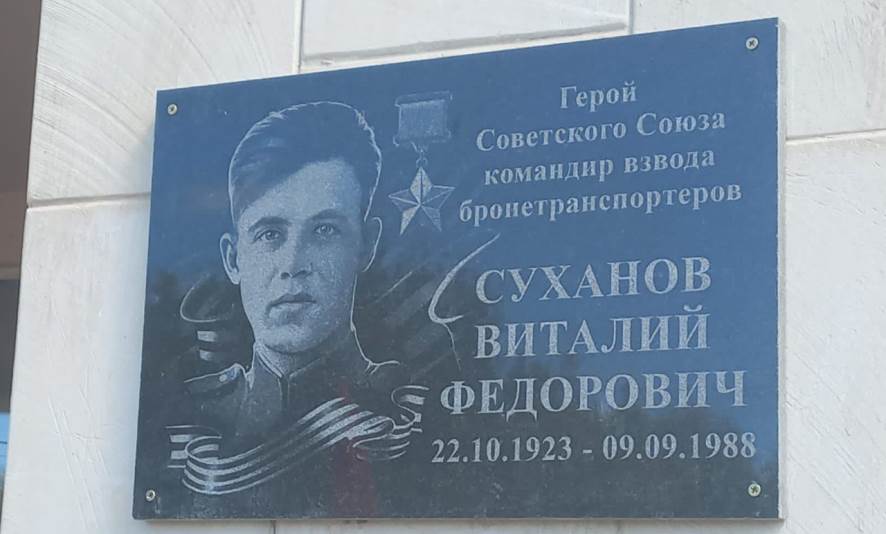 Герой
Советского Союза
командир взвода
бронетранспортеров
СУХАНОВ
ВИТАЛИЙ
ФЕДОРОВИЧ
22.10.1923 - 09.09.1988